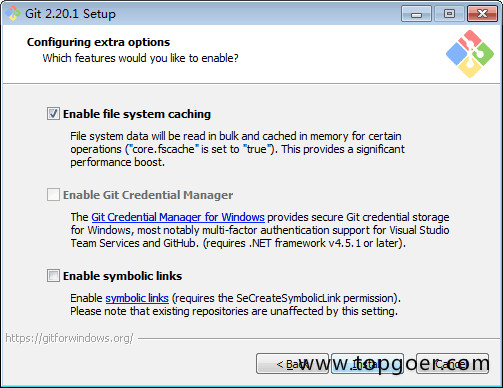 Git 2.20.1 Setup
Configuring extra options
Which features would you like to enable?
Enable file system caching
File system data will be read in bulk and cached in memory for certain
operations ("core.fscache" is set to "true"). This provides a significant
performance boost.
Enable Git Credential Manager
The Git Credential Manager for Windows provides secure Git credential storage
for Windows, most notably multi-factor authentication support for Visual Studio
Team Services and GitHub. (requires .NET framework v4.5.1 or later).
Enable symbolic links
Enable symbolic links (requires the SeCreateSymbolicLink permission).
Please note that existing repositories are unaffected by this setting.
https://gitforwindows.org/
< Back Install Cancel
www.topgoer.com